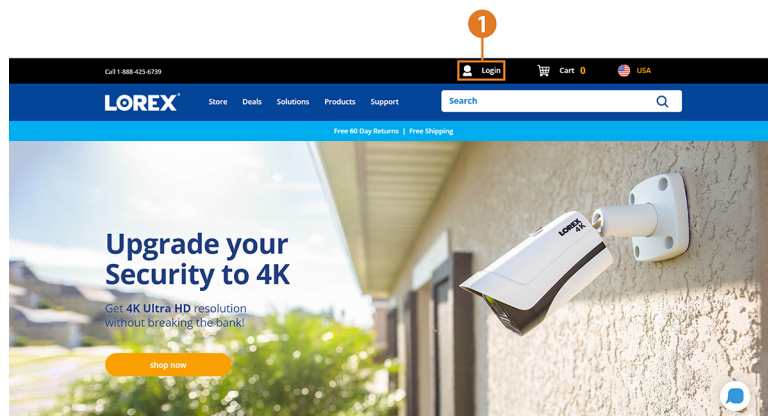 1
Call 1-888-425-6739
Login
Cart 0
USA
LOREX®
Store Deals Solutions Products Support
Search
Free 60 Day Returns | Free Shipping
Upgrade your
Security to 4K
Get 4K Ultra HD resolution
without breaking the bank!
shop now
LOREX
4K